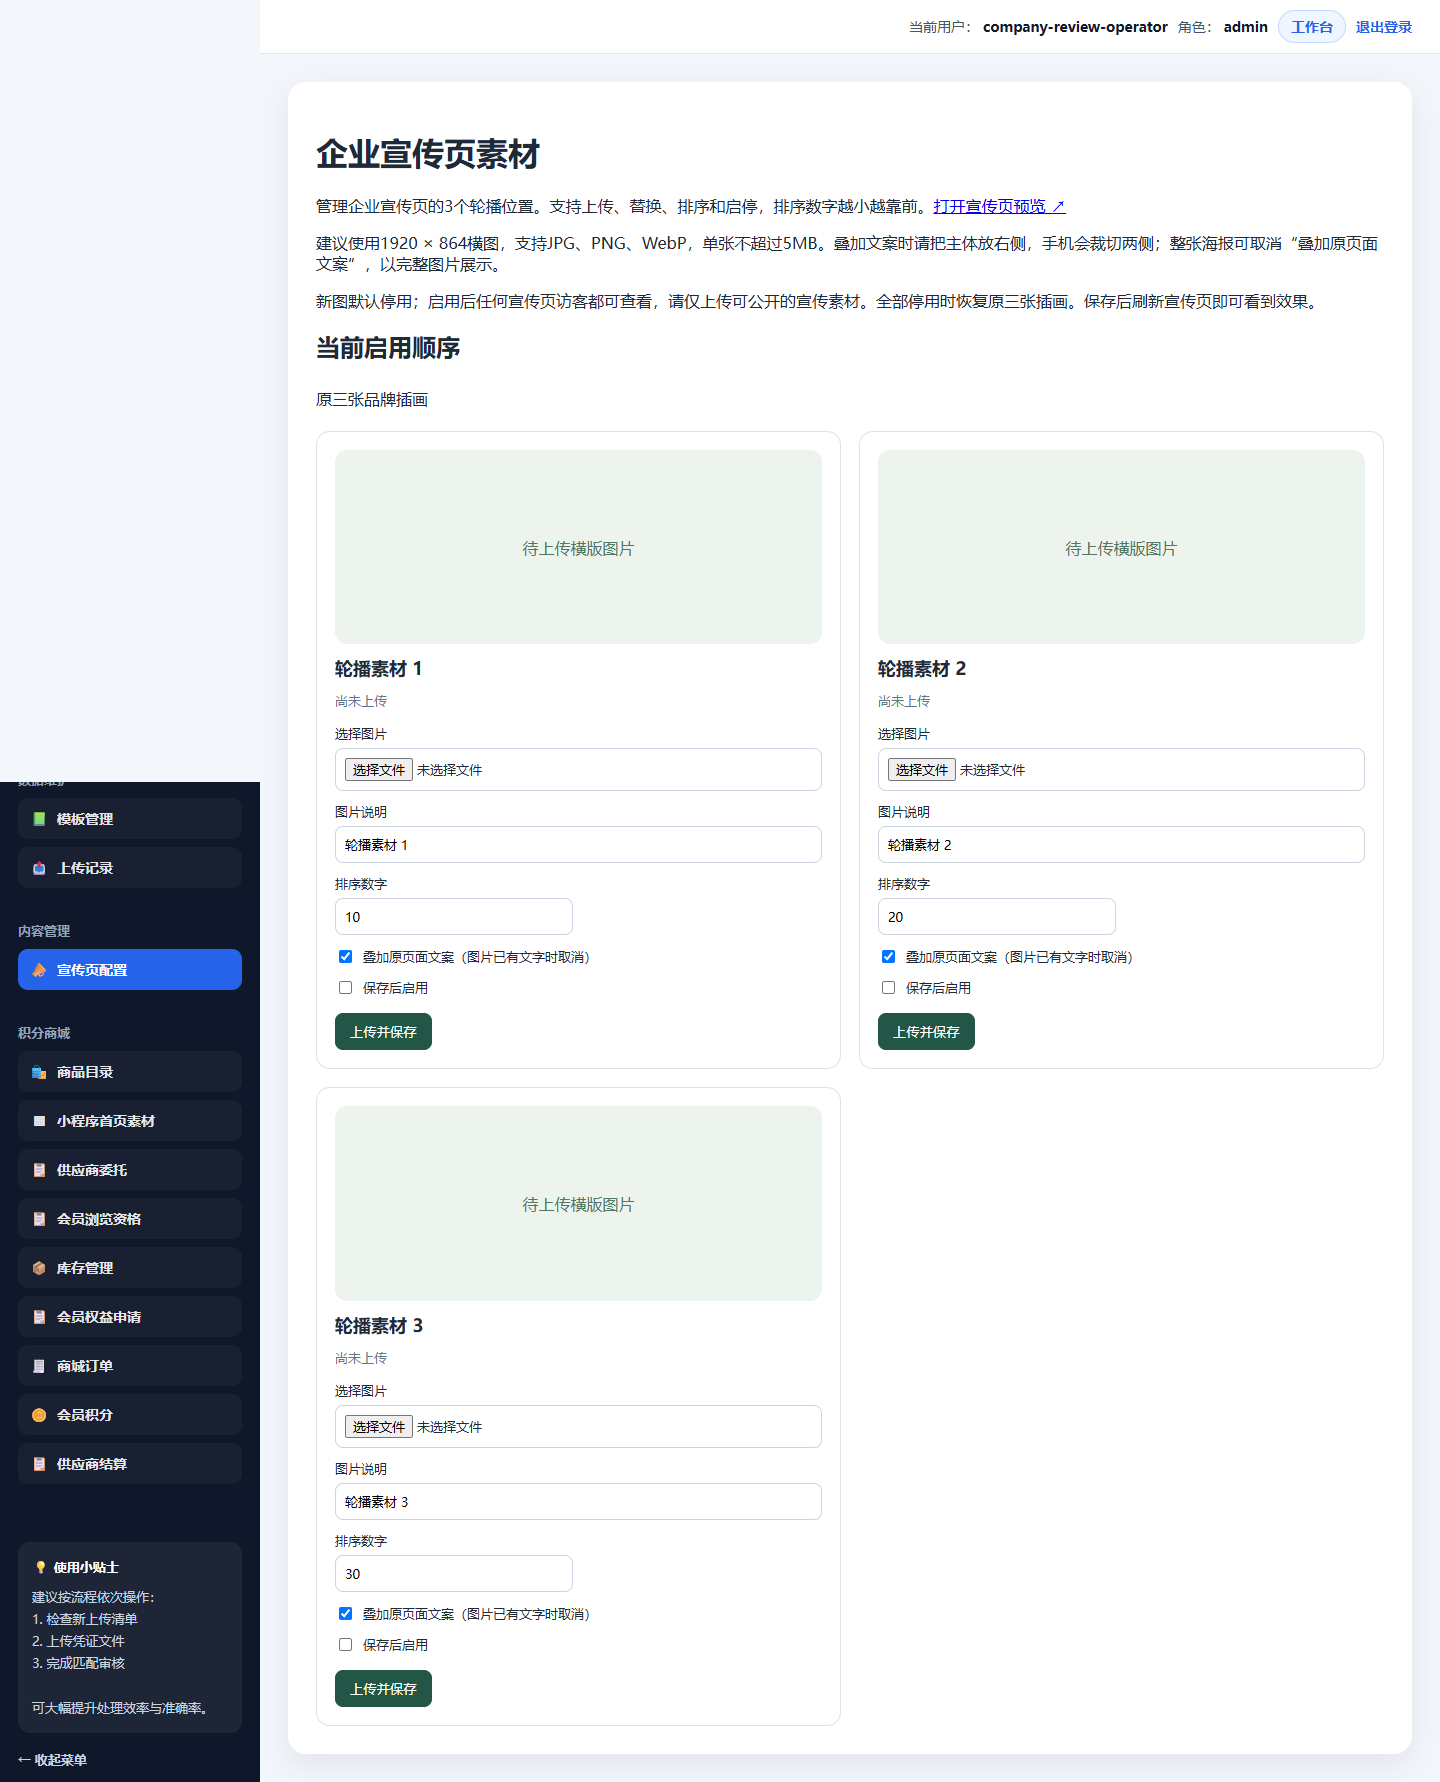 当前用户： company-review-operator 角色： admin 工作台 退出登录
企业宣传页素材
管理企业宣传页的3个轮播位置。支持上传、替换、排序和启停，排序数字越小越靠前。打开宣传页预览 ↗
建议使用1920 × 864横图，支持JPG、PNG、WebP，单张不超过5MB。叠加文案时请把主体放右侧，手机会裁切两侧；整张海报可取消“叠加原页面
文案”，以完整图片展示。
新图默认停用；启用后任何宣传页访客都可查看，请仅上传可公开的宣传素材。全部停用时恢复原三张插画。保存后刷新宣传页即可看到效果。
当前启用顺序
原三张品牌插画
待上传横版图片
轮播素材 1
尚未上传
选择图片
选择文件 未选择文件
图片说明
轮播素材 1
排序数字
10
叠加原页面文案（图片已有文字时取消）
保存后启用
上传并保存
待上传横版图片
轮播素材 2
尚未上传
选择图片
选择文件 未选择文件
图片说明
轮播素材 2
排序数字
20
叠加原页面文案（图片已有文字时取消）
保存后启用
上传并保存
待上传横版图片
轮播素材 3
尚未上传
选择图片
选择文件 未选择文件
图片说明
轮播素材 3
排序数字
30
叠加原页面文案（图片已有文字时取消）
保存后启用
上传并保存
模板管理
上传记录
内容管理
宣传页配置
积分商城
商品目录
小程序首页素材
供应商委托
会员浏览资格
库存管理
会员权益申请
商城订单
会员积分
供应商结算
使用小贴士
建议按流程依次操作：
1. 检查新上传清单
2. 上传凭证文件
3. 完成匹配审核
可大幅提升处理效率与准确率。
← 收起菜单